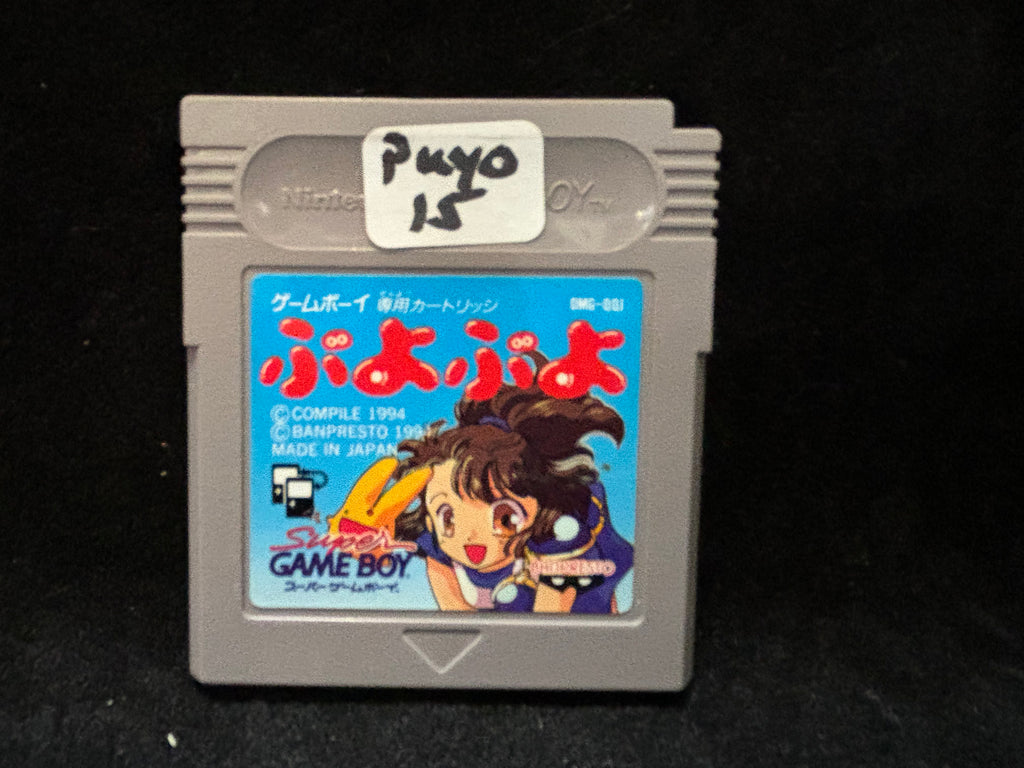 Puyo
15
ゲームボーイ 専用カートリッジ DMG-001
ぷよぷよ
©COMPILE 1994
©BANPRESTO 1994
MADE IN JAPAN
Super
GAME BOY
スーパーゲームボーイ
BANPRESTO